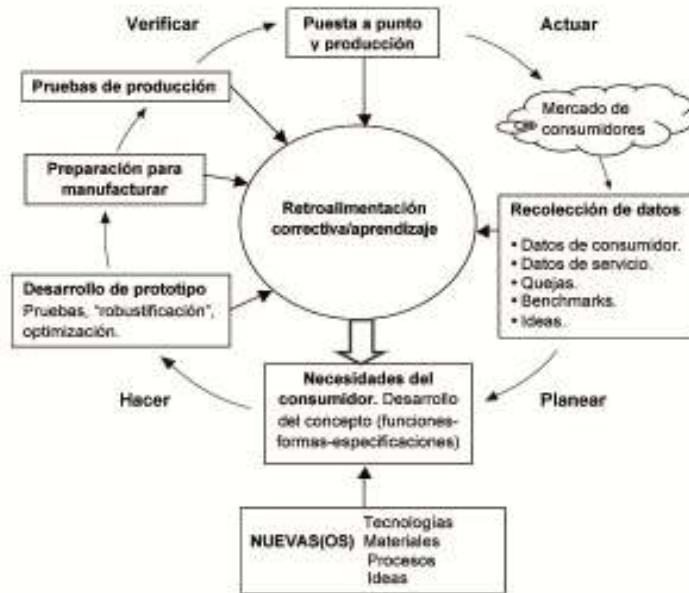 Verificar
Puesta a punto
y producción
Actuar
Pruebas de producción
Mercado de
consumidores
Preparación para
manufacturar
Retroalimentación
correctiva/aprendizaje
Recolección de datos
• Datos de consumidor.
• Datos de servicio.
• Quejas.
• Benchmarks.
• Ideas.
Desarrollo de prototipo
Pruebas, "robustificación",
optimización.
Hacer
Necesidades del
consumidor. Desarrollo
del concepto (funciones-
formas-especificaciones)
Planear
Tecnologías
NUEVAS(OS) Materiales
Procesos
Ideas